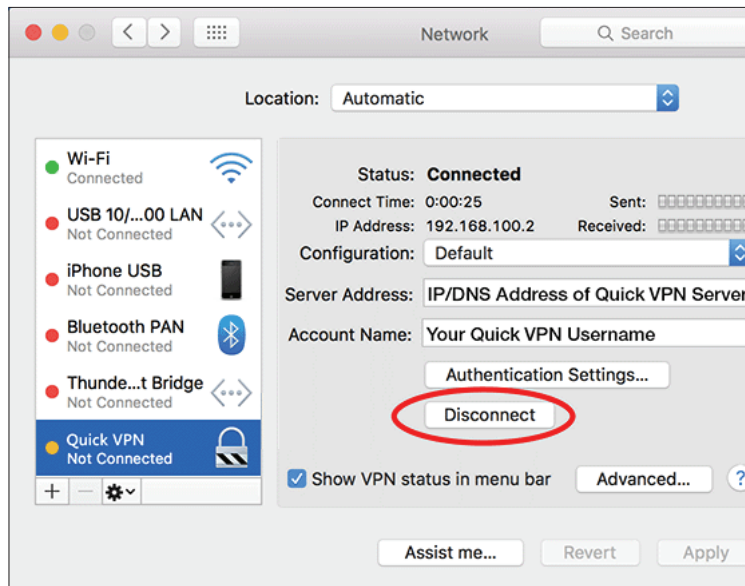 Network
Search
Location: Automatic
Wi-Fi
Connected
USB 10/...00 LAN
Not Connected
iPhone USB
Not Connected
Bluetooth PAN
Not Connected
Thunde...t Bridge
Not Connected
Quick VPN
Not Connected
Status: Connected
Connect Time: 0:00:25 Sent:
IP Address: 192.168.100.2 Received:
Configuration: Default
Server Address: IP/DNS Address of Quick VPN Server
Account Name: Your Quick VPN Username
Authentication Settings...
Disconnect
Show VPN status in menu bar Advanced... ?
Assist me... Revert Apply